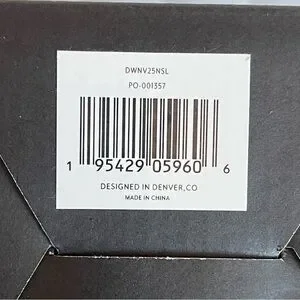 DWNV25NSL
PO-001357
1 95429 05960 6
DESIGNED IN DENVER,CO
MADE IN CHINA